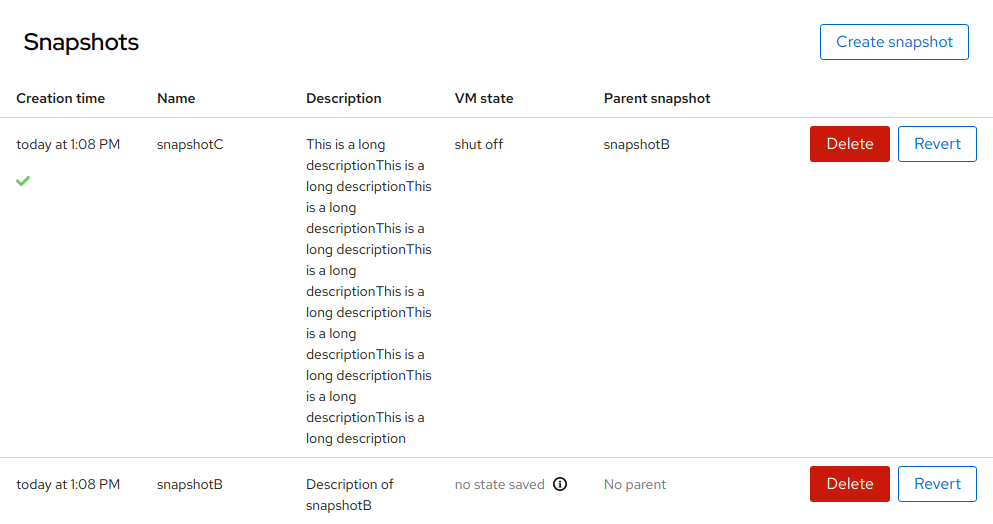 Snapshots
Create snapshot
Creation time Name Description VM state Parent snapshot
today at 1:08 PM snapshotC This is a long shut off snapshotB Delete Revert
descriptionThis is a
long descriptionThis
is a long
descriptionThis is a
long descriptionThis
is a long
descriptionThis is a
long descriptionThis
is a long
descriptionThis is a
long descriptionThis
is a long
descriptionThis is a
long description
today at 1:08 PM snapshotB Description of no state saved No parent Delete Revert
snapshotB